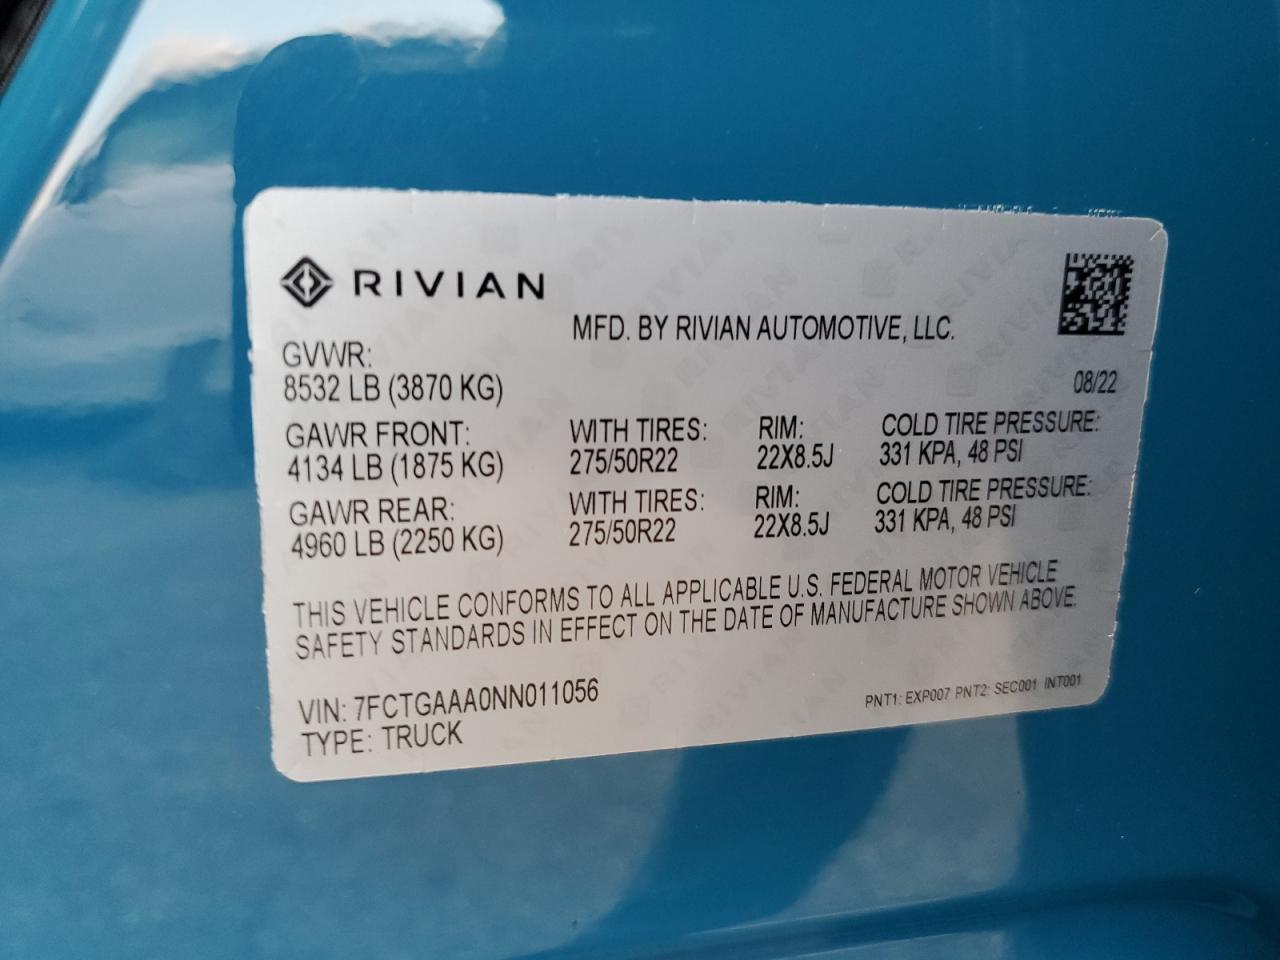 RIVIAN
MFD. BY RIVIAN AUTOMOTIVE, LLC.
GVWR:
8532 LB (3870 KG)
08/22
GAWR FRONT: WITH TIRES: RIM: COLD TIRE PRESSURE:
4134 LB (1875 KG) 275/50R22 22X8.5J 331 KPA, 48 PSI
GAWR REAR: WITH TIRES: RIM: COLD TIRE PRESSURE:
4960 LB (2250 KG) 275/50R22 22X8.5J 331 KPA, 48 PSI
THIS VEHICLE CONFORMS TO ALL APPLICABLE U.S. FEDERAL MOTOR VEHICLE
SAFETY STANDARDS IN EFFECT ON THE DATE OF MANUFACTURE SHOWN ABOVE.
VIN: 7FCTGAAA0NN011056 PNT1: EXP007 PNT2: SEC001 INT001
TYPE: TRUCK